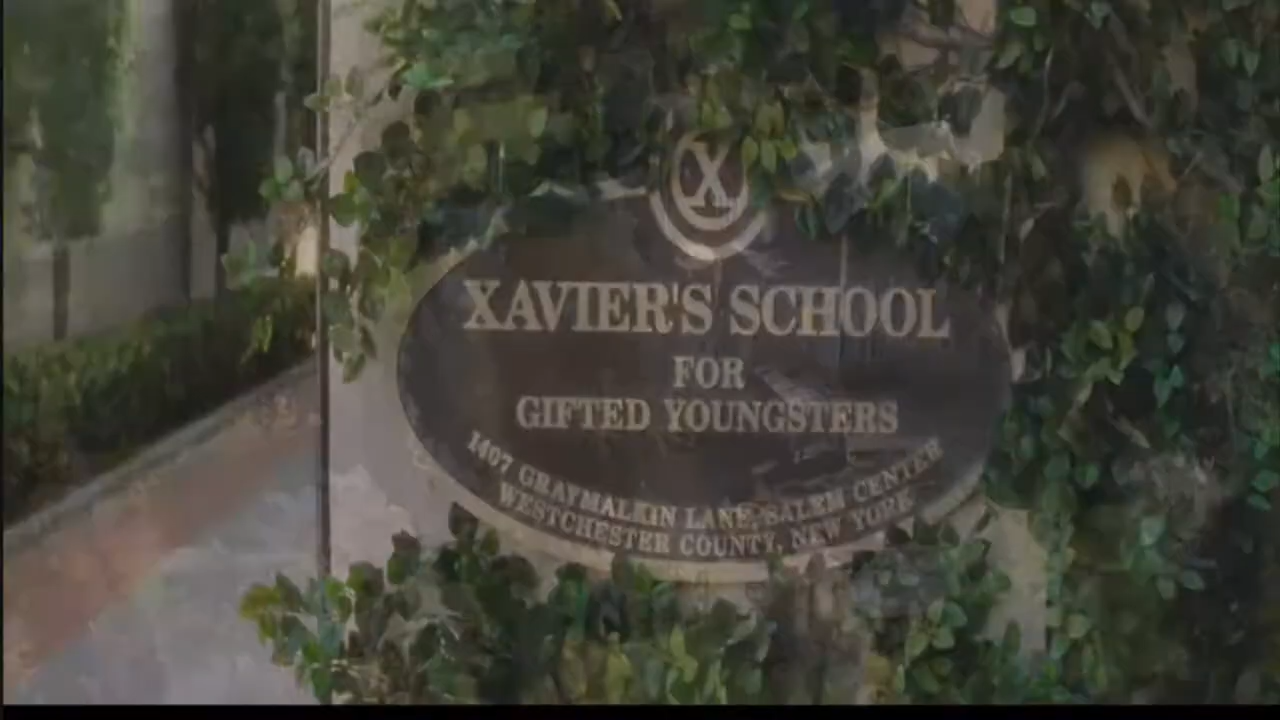 X
XAVIER'S SCHOOL
FOR
GIFTED YOUNGSTERS
1407 GRAYMALKIN LANE, SALEM CENTER
WESTCHESTER COUNTY, NEW YORK